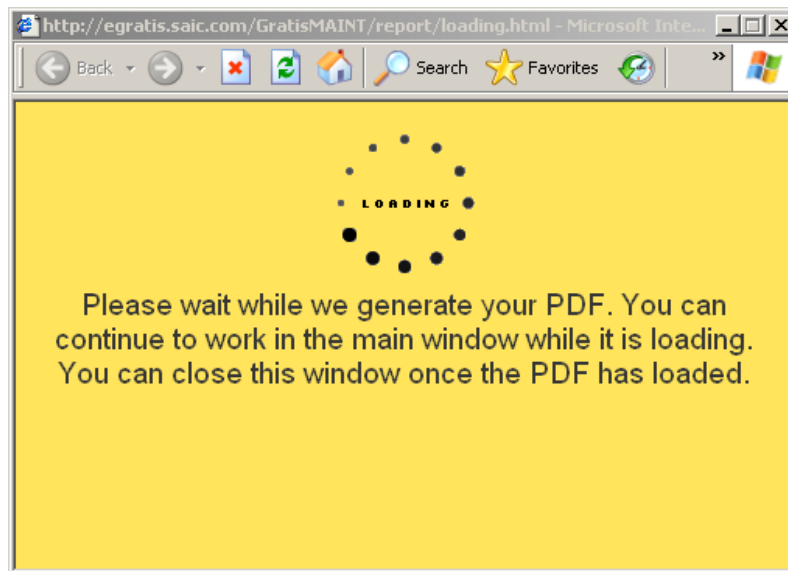 http://egratis.saic.com/GratisMAINT/report/loading.html - Microsoft Inte...
Back Search Favorites »
LOADING
Please wait while we generate your PDF. You can
continue to work in the main window while it is loading.
You can close this window once the PDF has loaded.